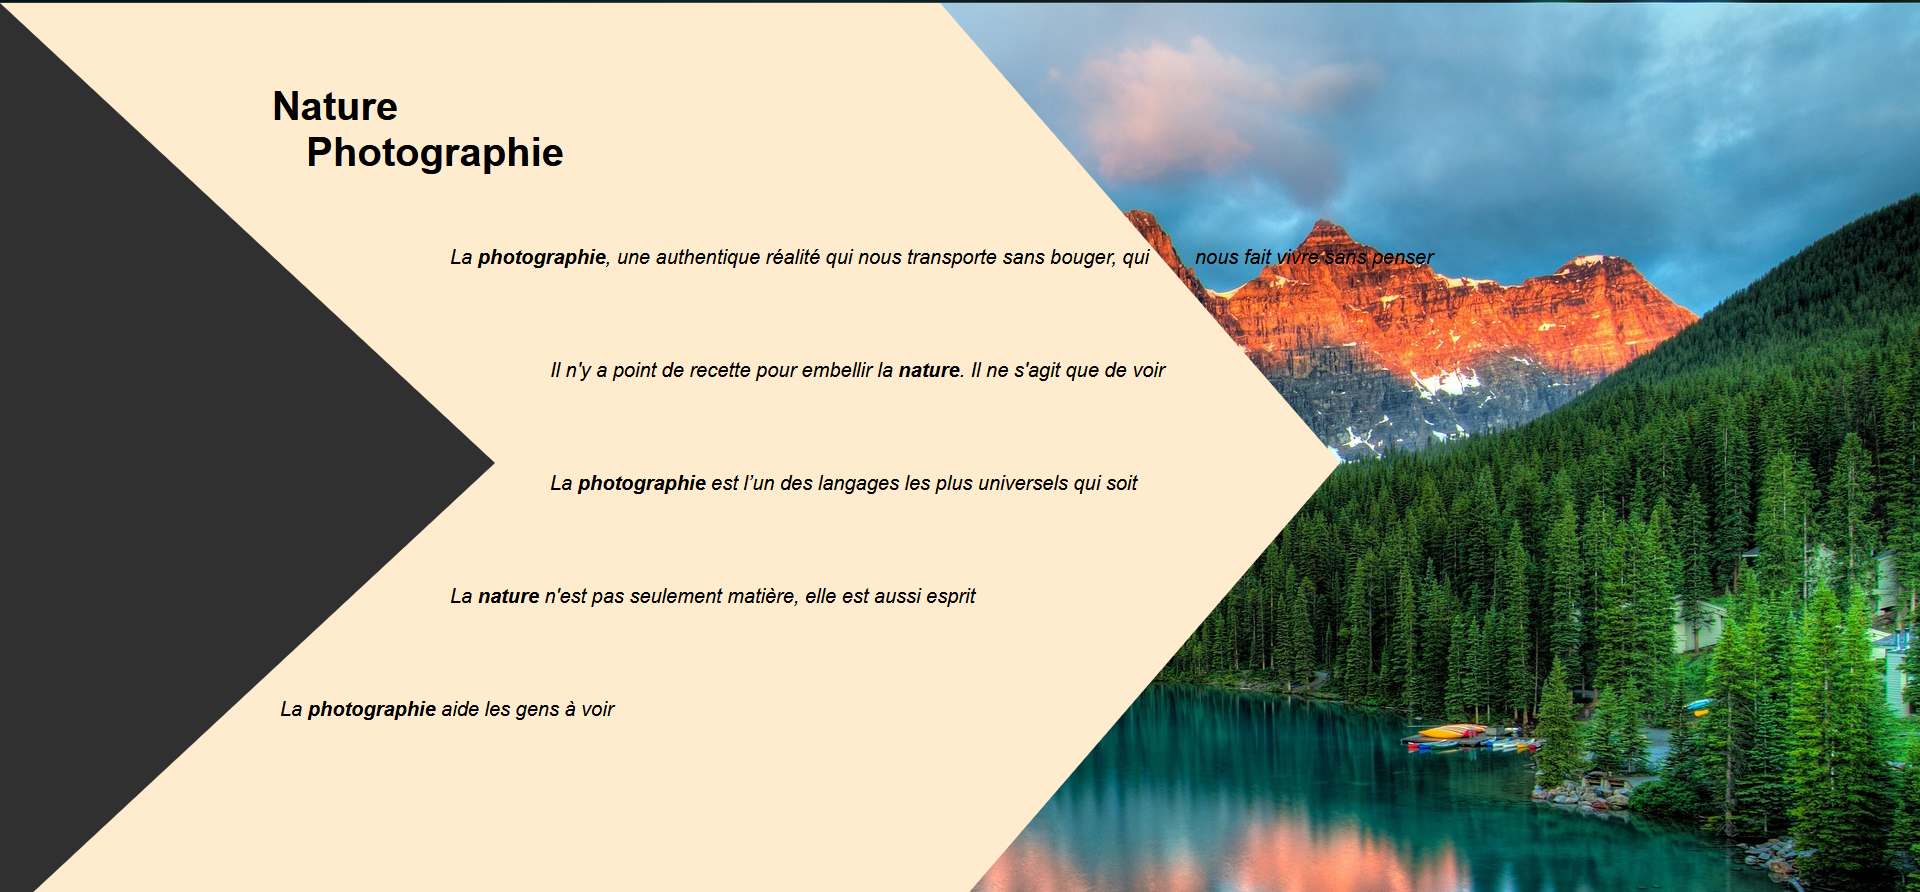 Nature
Photographie
La photographie, une authentique réalité qui nous transporte sans bouger, qui nous fait vivre sans penser
Il n'y a point de recette pour embellir la nature. Il ne s'agit que de voir
La photographie est l’un des langages les plus universels qui soit
La nature n'est pas seulement matière, elle est aussi esprit
La photographie aide les gens à voir